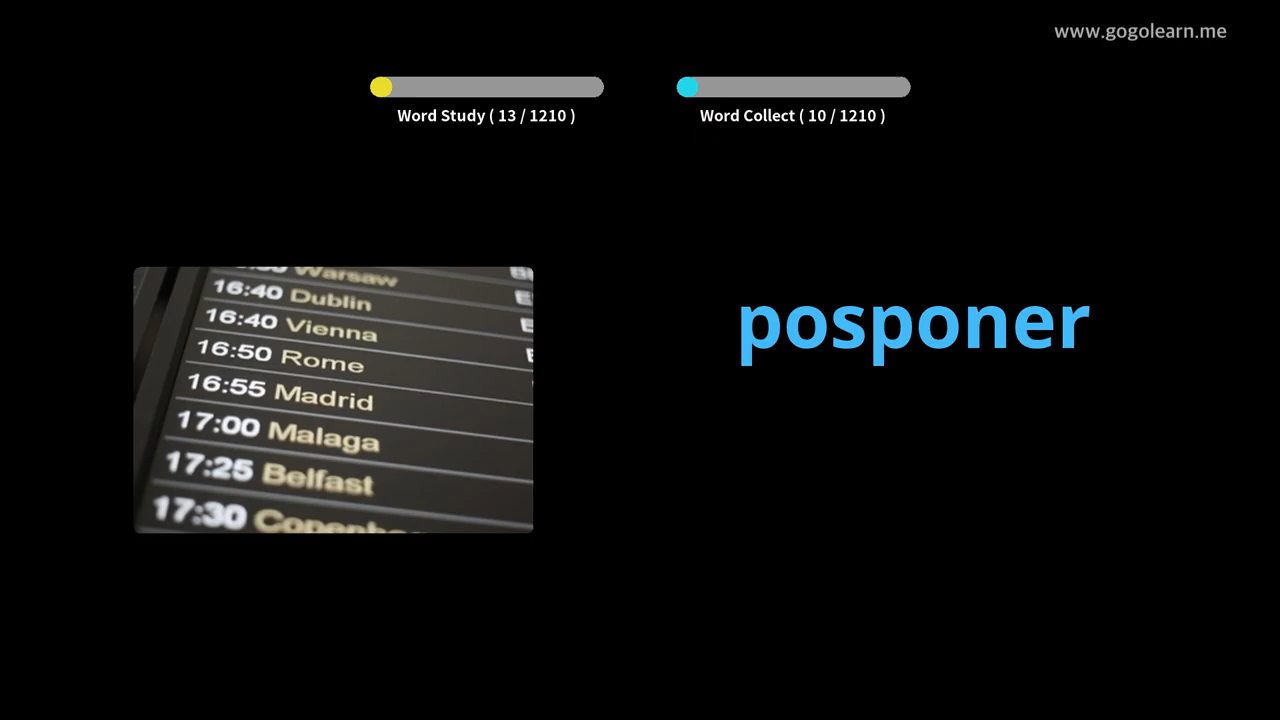 www.gogolearn.me
Word Study ( 13 / 1210 )
Word Collect ( 10 / 1210 )
posponer
Warsaw
16:40 Dublin
16:40 Vienna
16:50 Rome
16:55 Madrid
17:00 Malaga
17:25 Belfast
17:30